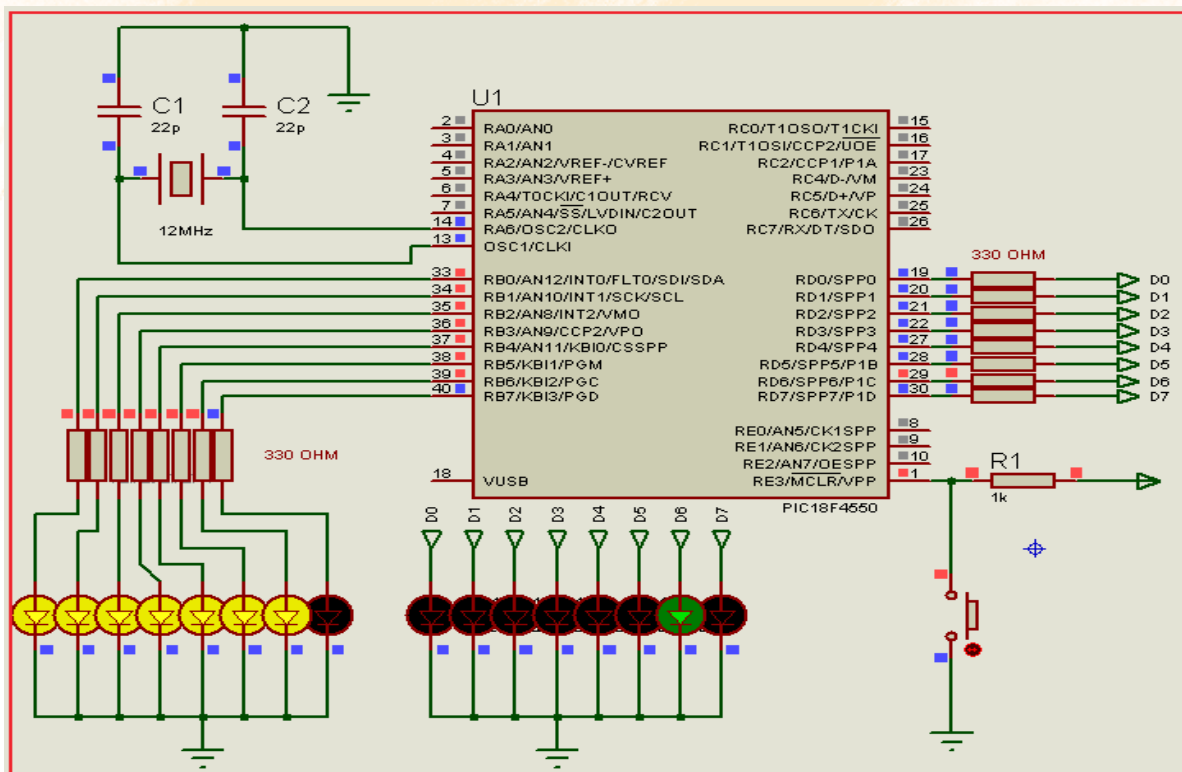 C1
22p
C2
22p
12MHz
U1
2
RA0/AN0
3
RA1/AN1
4
RA2/AN2/VREF-/CVREF
5
RA3/AN3/VREF+
6
RA4/T0CKI/C1OUT/RCV
7
RA5/AN4/SS/LVDIN/C2OUT
14
RA6/OSC2/CLKO
13
OSC1/CLKI
33
RB0/AN12/INT0/FLT0/SDI/SDA
34
RB1/AN10/INT1/SCK/SCL
35
RB2/AN8/INT2/VMO
36
RB3/AN9/CCP2/VPO
37
RB4/AN11/KBI0/CSSPP
38
RB5/KBI1/PGM
39
RB6/KBI2/PGC
40
RB7/KBI3/PGD
18
VUSB
RC0/T1OSO/T1CKI
15
RC1/T1OSI/CCP2/UOE
16
RC2/CCP1/P1A
17
RC4/D-/VM
23
RC5/D+/VP
24
RC6/TX/CK
25
RC7/RX/DT/SDO
26
RD0/SPP0
19
RD1/SPP1
20
RD2/SPP2
21
RD3/SPP3
22
RD4/SPP4
27
RD5/SPP5/P1B
28
RD6/SPP6/P1C
29
RD7/SPP7/P1D
30
RE0/AN5/CK1SPP
8
RE1/AN6/CK2SPP
9
RE2/AN7/OESPP
10
RE3/MCLR/VPP
1
PIC18F4550
330 OHM
D0
D1
D2
D3
D4
D5
D6
D7
R1
1k
330 OHM
D0
D1
D2
D3
D4
D5
D6
D7